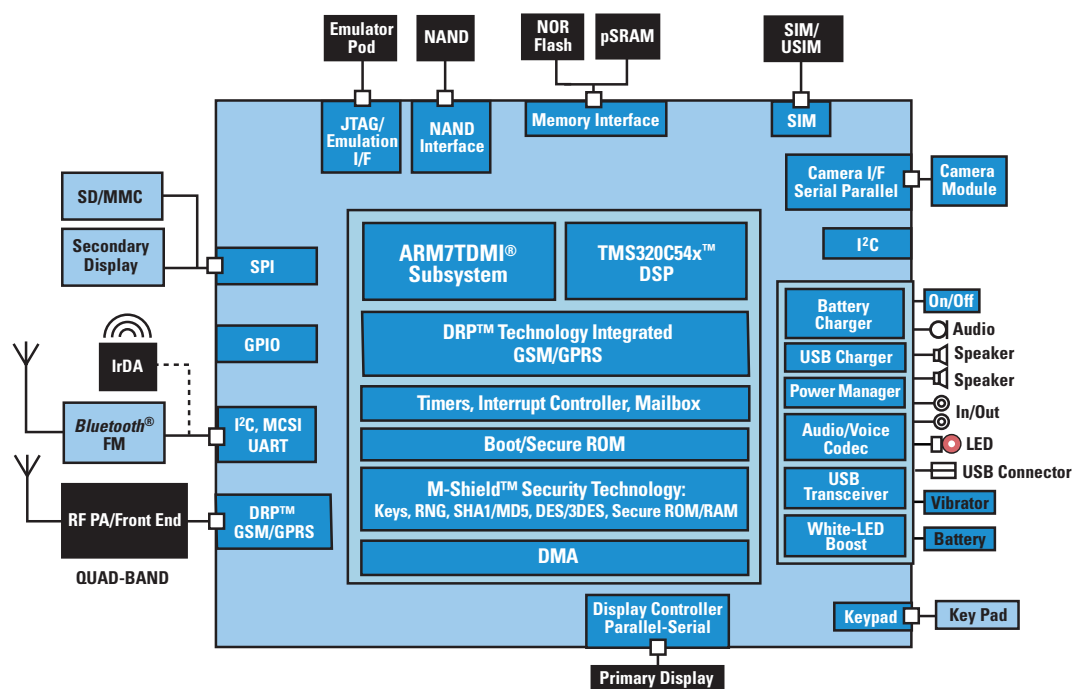 Emulator
Pod
NAND
NOR
Flash
pSRAM
SIM/
USIM
JTAG/
Emulation
I/F
NAND
Interface
Memory Interface
SIM
Camera I/F
Serial Parallel
Camera
Module
I²C
SD/MMC
Secondary
Display
SPI
GPIO
IrDA
Bluetooth®
FM
I²C, MCSI
UART
RF PA/Front End
QUAD-BAND
DRP™
GSM/GPRS
ARM7TDMI®
Subsystem
TMS320C54x™
DSP
DRP™ Technology Integrated
GSM/GPRS
Timers, Interrupt Controller, Mailbox
Boot/Secure ROM
M-Shield™ Security Technology:
Keys, RNG, SHA1/MD5, DES/3DES, Secure ROM/RAM
DMA
Battery
Charger
USB Charger
Power Manager
Audio/Voice
Codec
USB
Transceiver
White-LED
Boost
On/Off
Audio
Speaker
Speaker
In/Out
LED
USB Connector
Vibrator
Battery
Display Controller
Parallel-Serial
Primary Display
Keypad
Key Pad